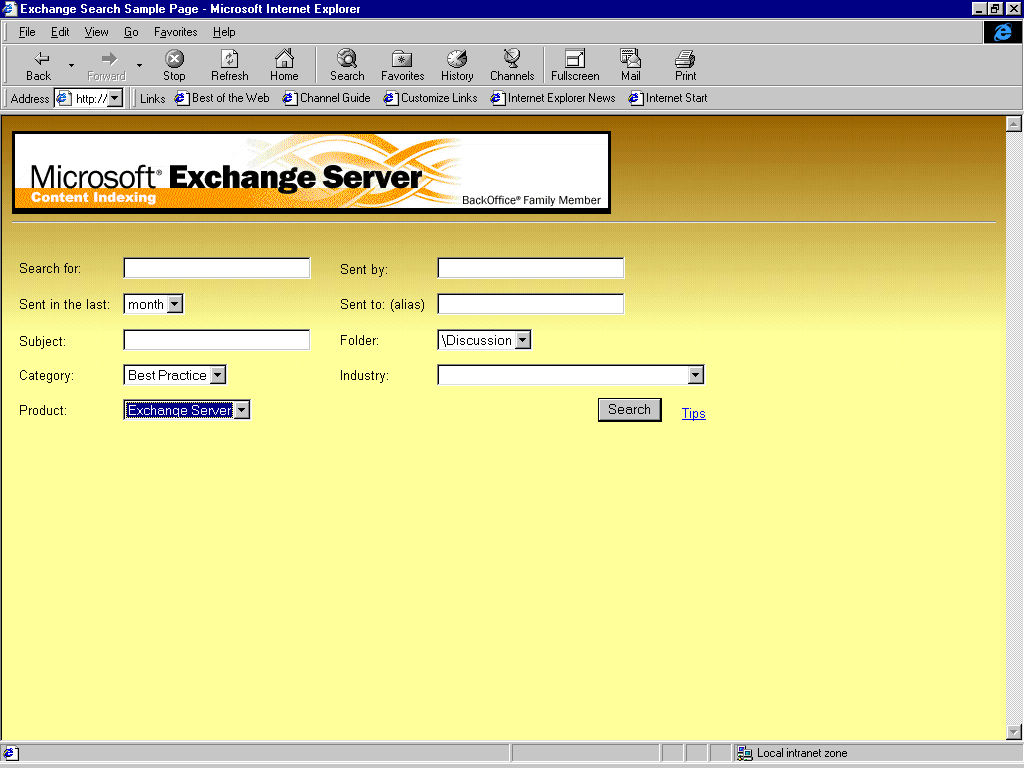 Exchange Search Sample Page - Microsoft Internet Explorer
File Edit View Go Favorites Help
Back Forward Stop Refresh Home Search Favorites History Channels Fullscreen Mail Print
Address http:// Links Best of the Web Channel Guide Customize Links Internet Explorer News Internet Start
Microsoft® Exchange Server
Content Indexing
BackOffice® Family Member
Search for: Sent by:
Sent in the last: month Sent to: (alias)
Subject: Folder: \Discussion
Category: Best Practice Industry:
Product: Exchange Server Search Tips
Local intranet zone